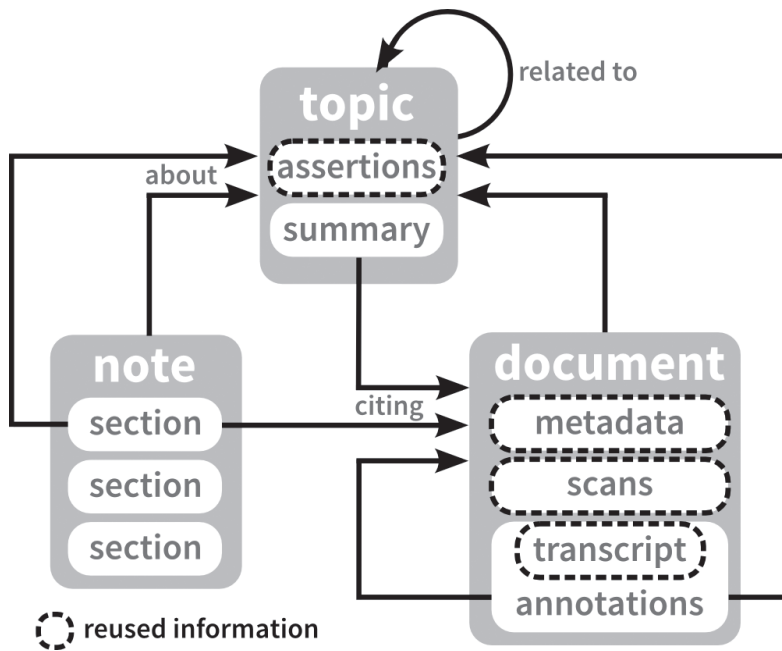 related to
topic
assertions
about
summary
note
document
citing
section
metadata
section
scans
section
transcript
annotations
reused information